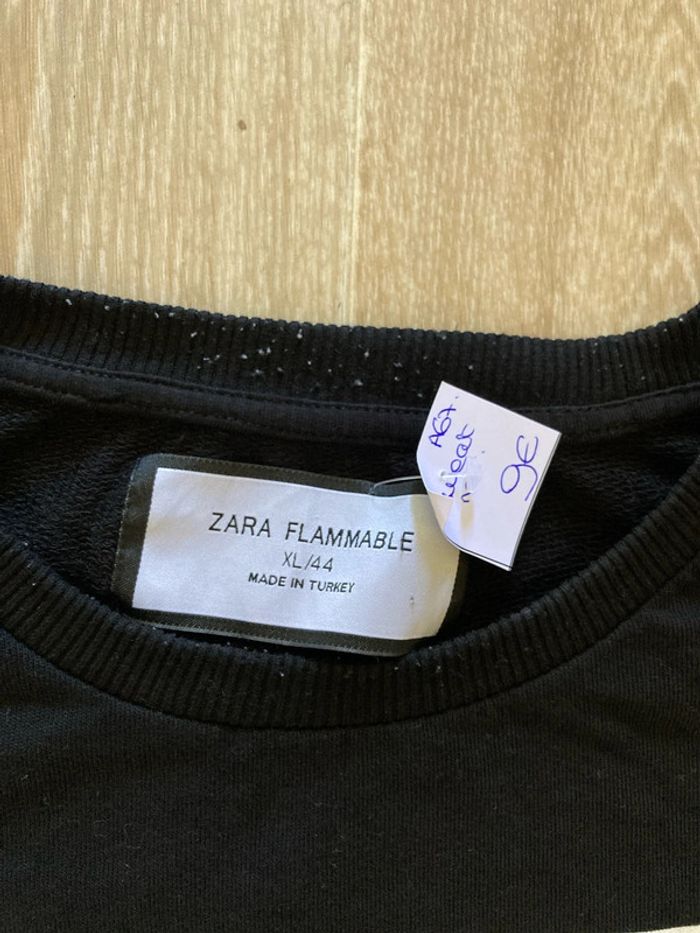 ZARA FLAMMABLE
XL/44
MADE IN TURKEY
9€